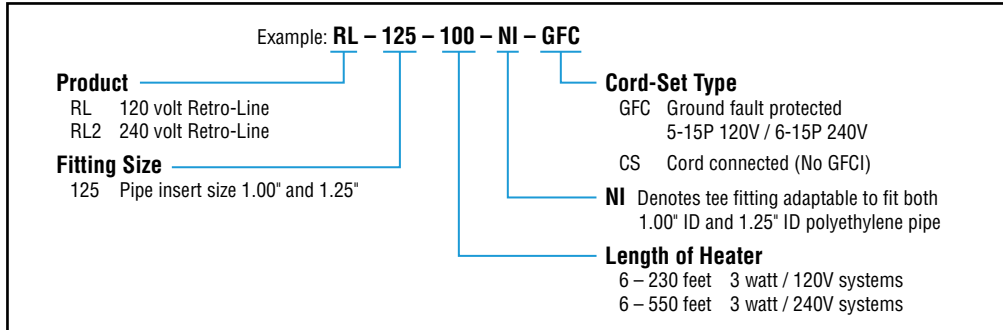 Example: RL – 125 – 100 – NI – GFC
Product
RL 120 volt Retro-Line
RL2 240 volt Retro-Line
Fitting Size
125 Pipe insert size 1.00" and 1.25"
Cord-Set Type
GFC Ground fault protected
5-15P 120V / 6-15P 240V
CS Cord connected (No GFCI)
NI Denotes tee fitting adaptable to fit both
1.00" ID and 1.25" ID polyethylene pipe
Length of Heater
6 – 230 feet 3 watt / 120V systems
6 – 550 feet 3 watt / 240V systems